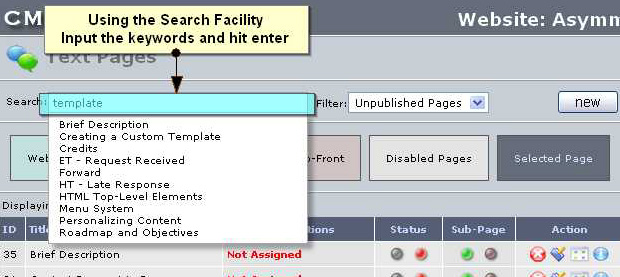 CM
Using the Search Facility
Input the keywords and hit enter
Website: Asymm
Text Pages
Search: template
Filter: Unpublished Pages
new
Brief Description
Creating a Custom Template
Credits
ET - Request Received
Forward
HT - Late Response
HTML Top-Level Elements
Menu System
Personalizing Content
Roadmap and Objectives
Web
-Front
Disabled Pages
Selected Page
Displayin
ID Title Status Sub-Page Action
35 Brief Description Not Assigned